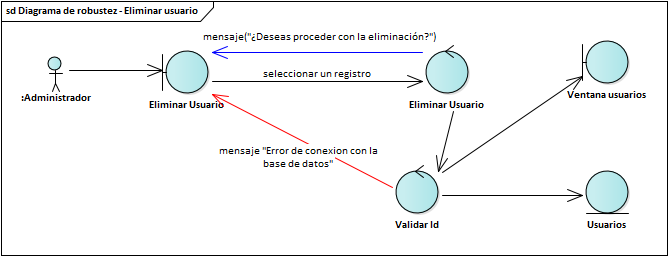 sd Diagrama de robustez - Eliminar usuario
mensaje("¿Deseas proceder con la eliminación?")
seleccionar un registro
:Administrador
Eliminar Usuario
Eliminar Usuario
Ventana usuarios
mensaje "Error de conexion con la
base de datos"
Validar Id
Usuarios